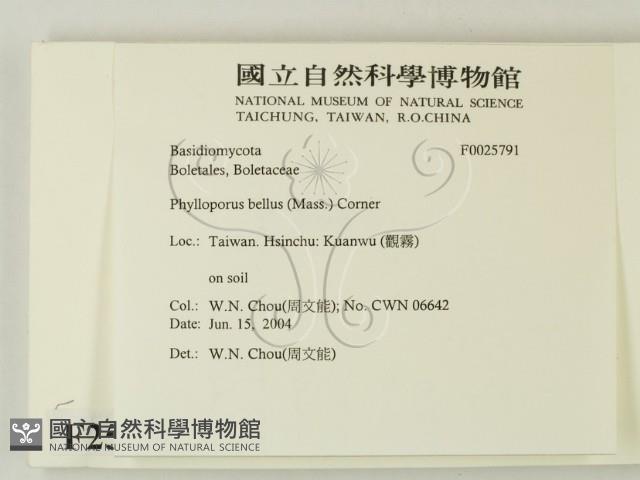 國立自然科學博物館
NATIONAL MUSEUM OF NATURAL SCIENCE
TAICHUNG, TAIWAN, R.O.CHINA
Basidiomycota F0025791
Boletales, Boletaceae
Phylloporus bellus (Mass.) Corner
Loc.: Taiwan. Hsinchu: Kuanwu (觀霧)
on soil
Col.: W.N. Chou(周文能); No. CWN 06642
Date: Jun. 15, 2004
Det.: W.N. Chou(周文能)
國立自然科學博物館
NATIONAL MUSEUM OF NATURAL SCIENCE